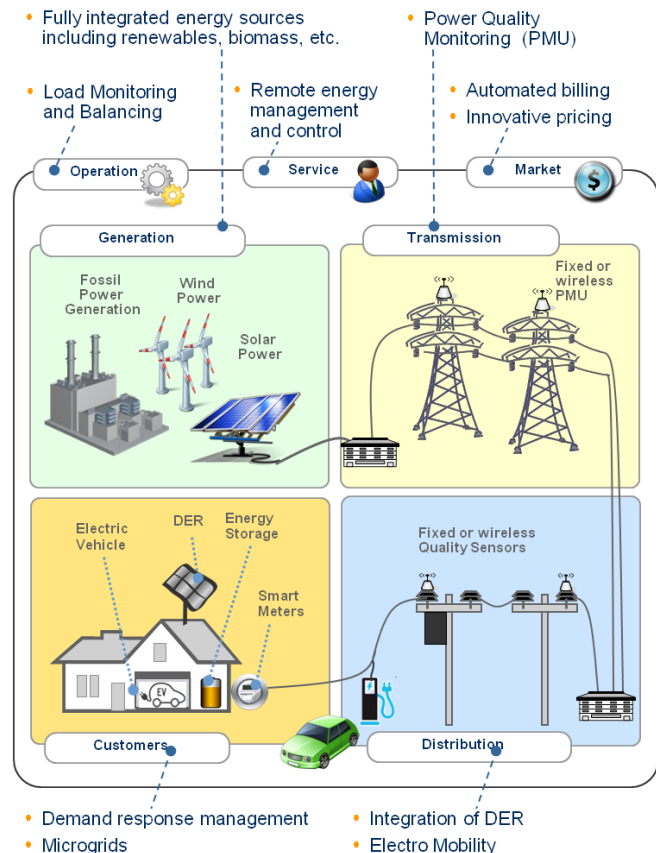 • Fully integrated energy sources
including renewables, biomass, etc.
• Power Quality
Monitoring (PMU)
• Load Monitoring
and Balancing
• Remote energy
management
and control
• Automated billing
• Innovative pricing
Operation
Service
Market
$
Generation
Transmission
Fossil
Power
Generation
Wind
Power
Solar
Power
Fixed or
wireless
PMU
Electric
Vehicle
DER
Energy
Storage
Smart
Meters
EV
Fixed or wireless
Quality Sensors
Customers
Distribution
• Demand response management
• Microgrids
• Integration of DER
• Electro Mobility